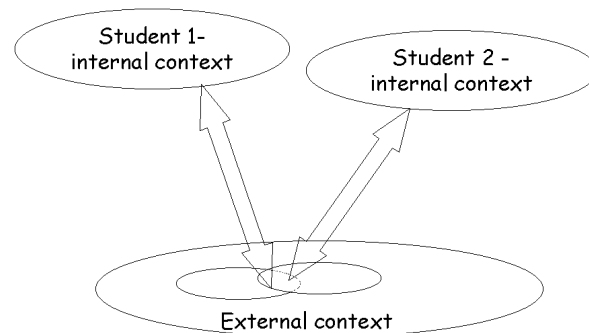 Student 1-
internal context
Student 2 -
internal context
External context